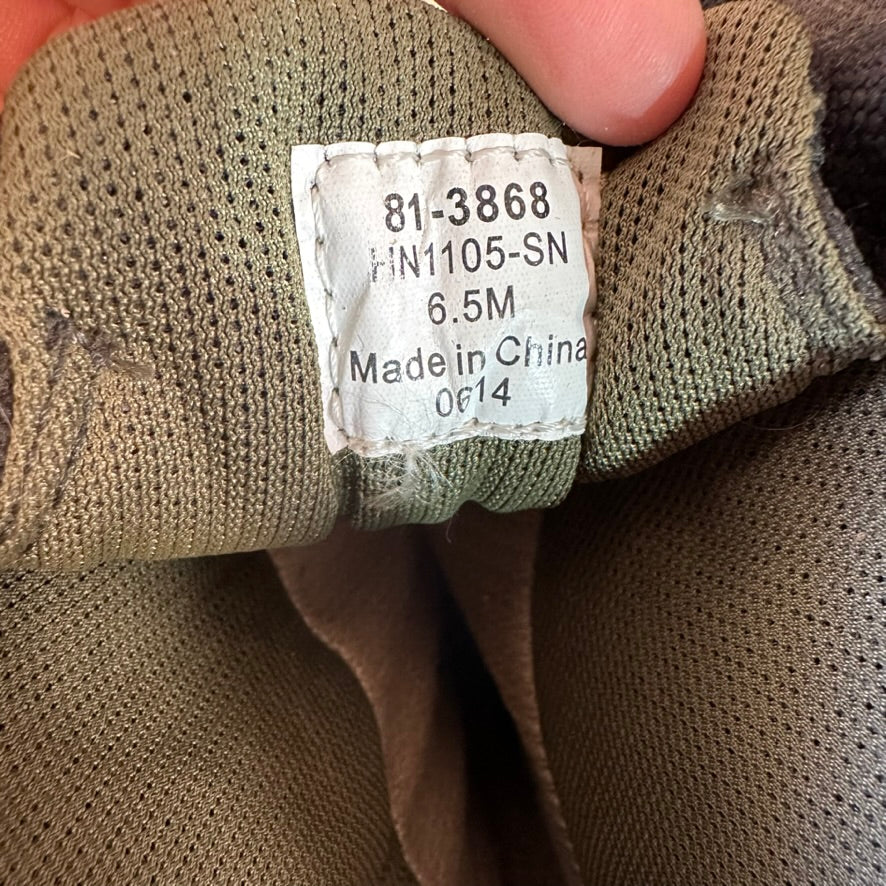 81-3868
HN1105-SN
6.5M
Made in China
0614